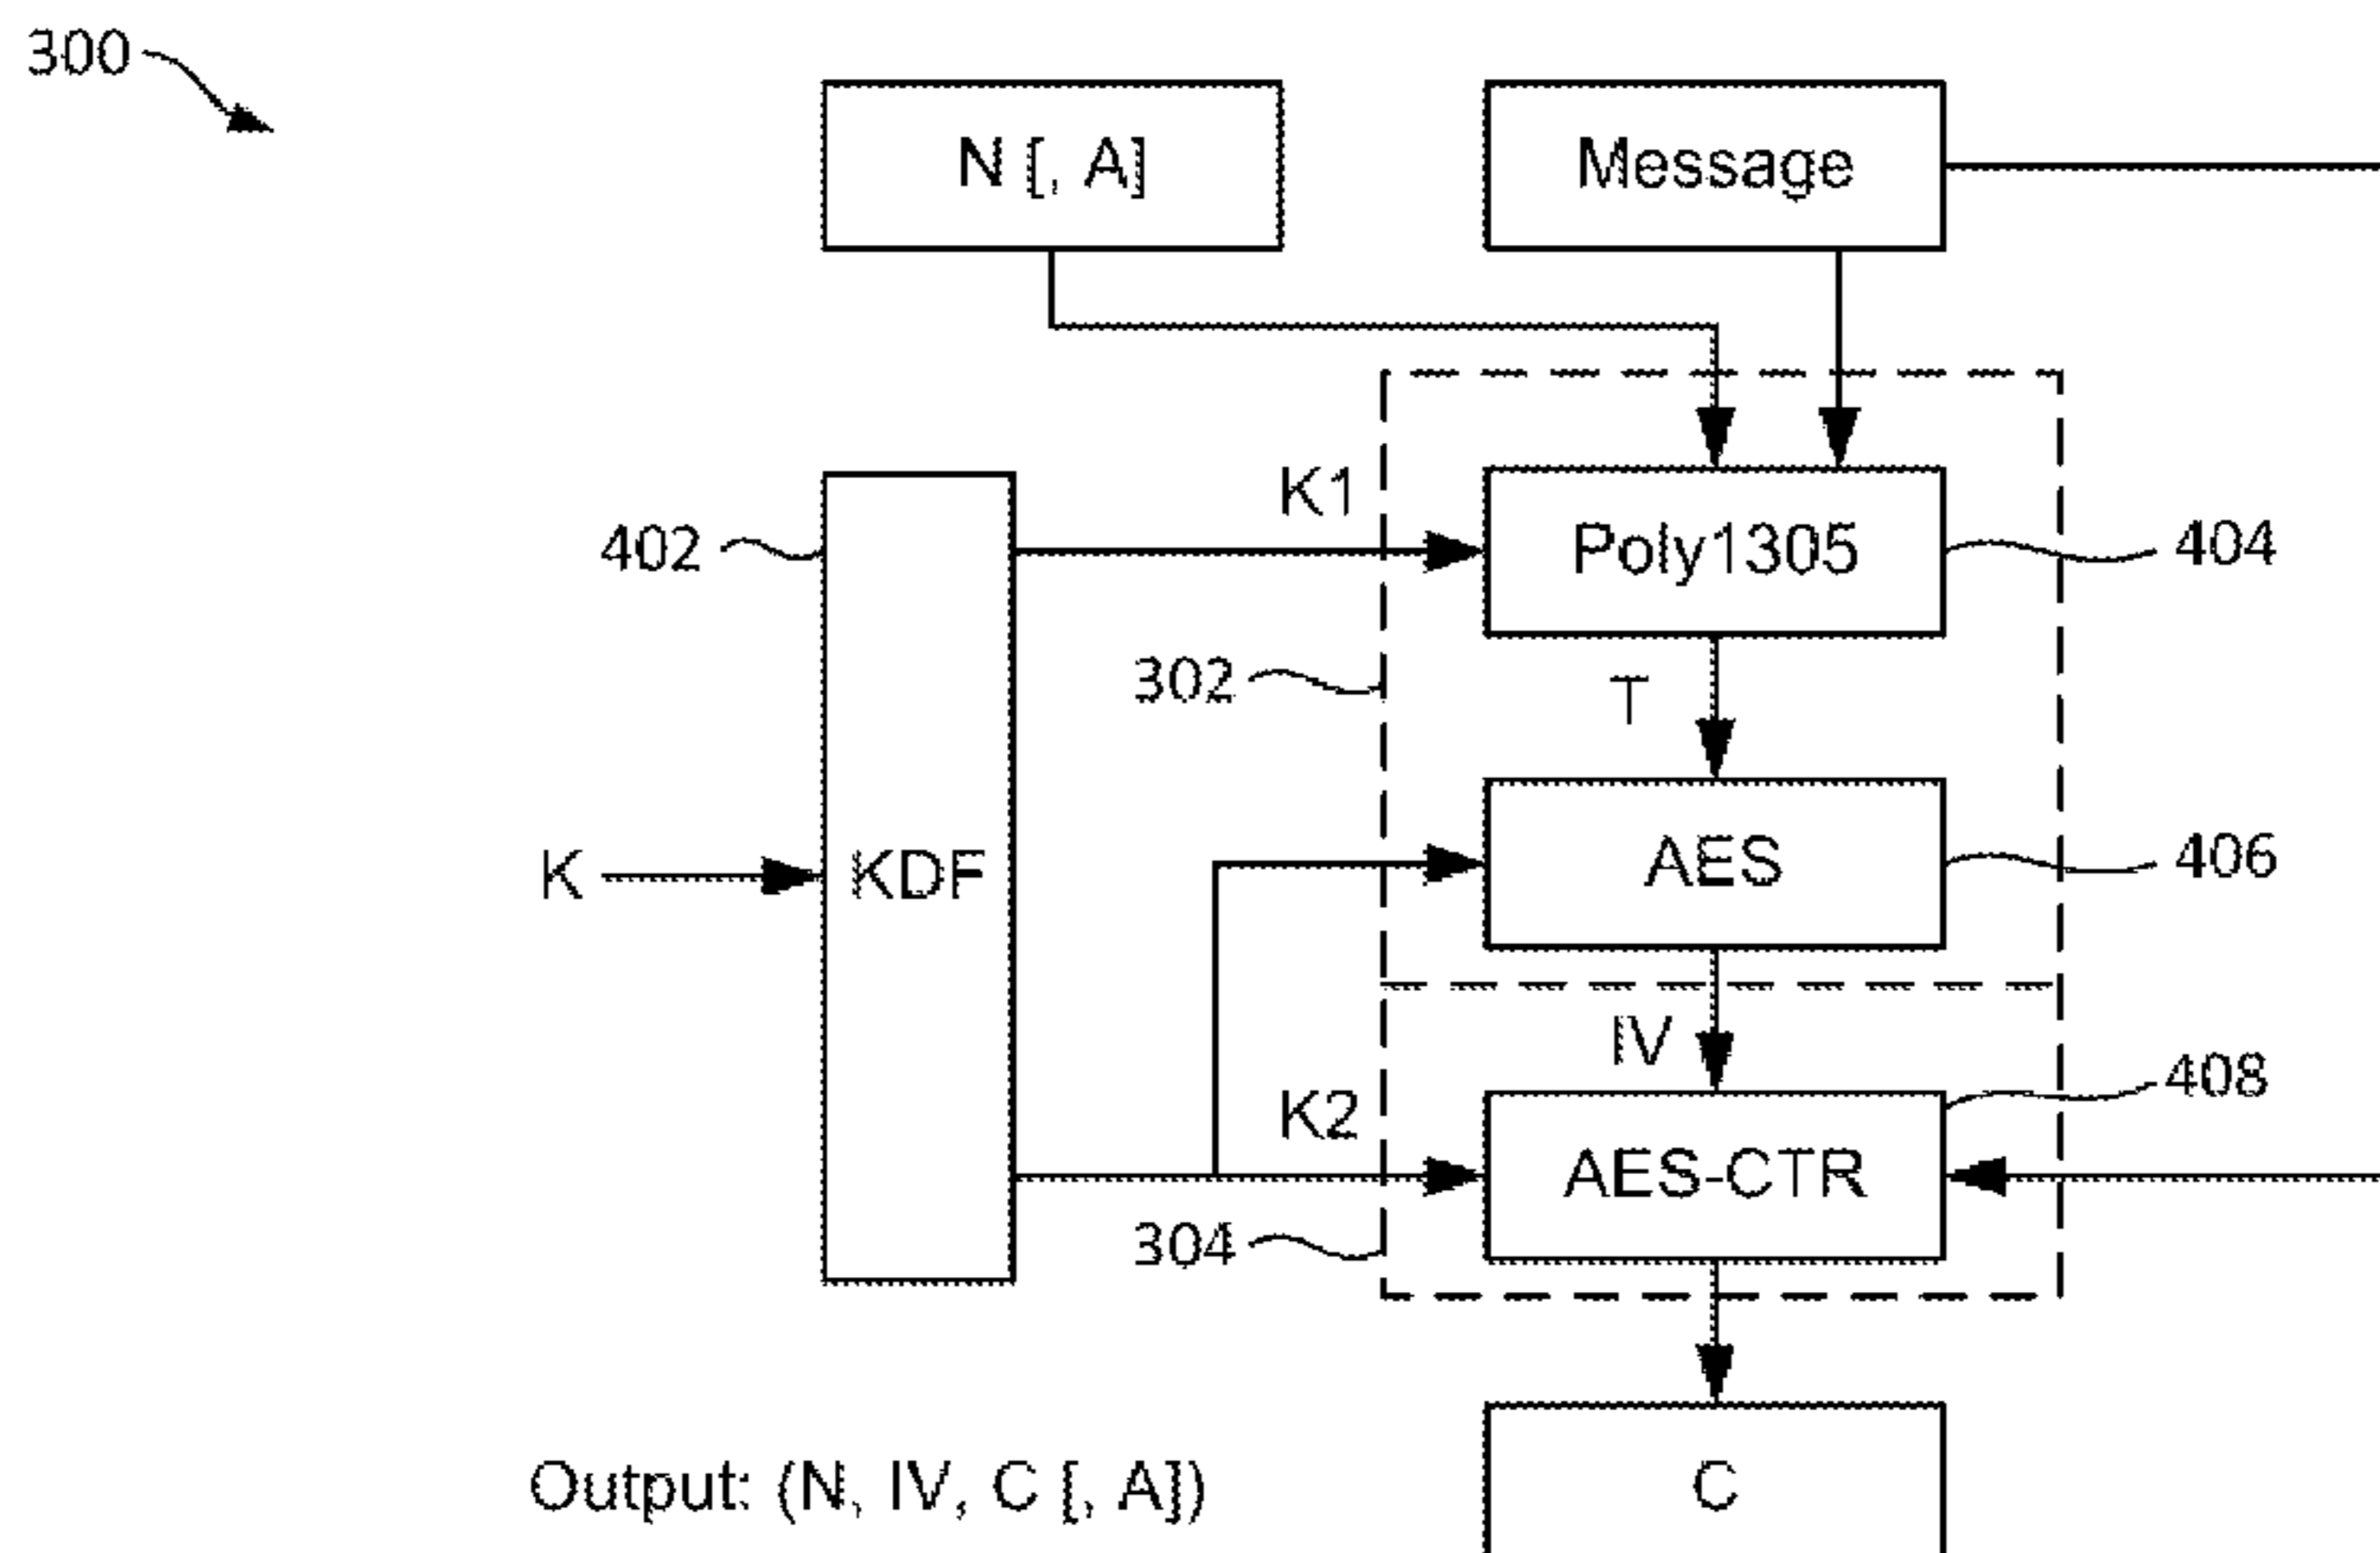 300
N [, A]
Message
K1
402
Poly1305
404
302
T
K
KDF
AES
406
IV
K2
408
AES-CTR
304
Output: (N, IV, C [, A])
C